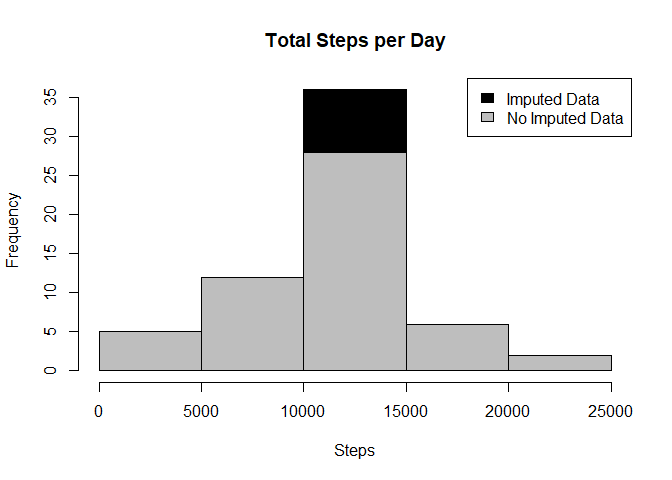 Total Steps per Day
Imputed Data
No Imputed Data
Frequency
35
30
25
20
15
10
5
0
0 5000 10000 15000 20000 25000
Steps